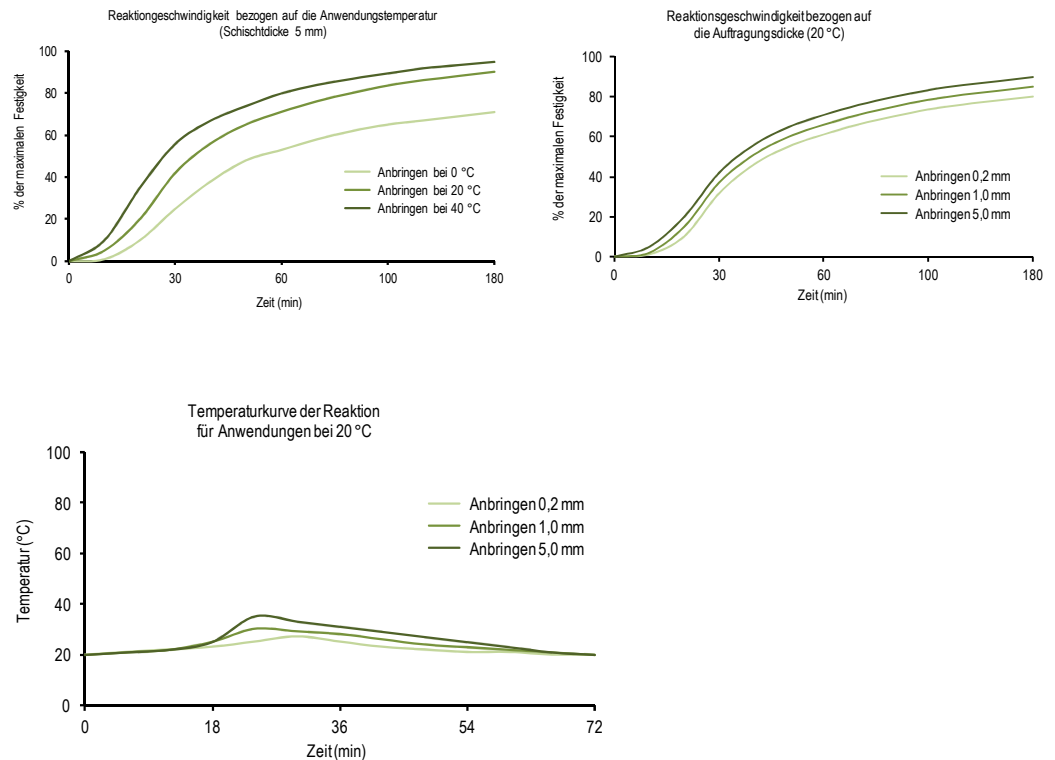 Reaktiongeschwindigkeit bezogen auf die Anwendungstemperatur
(Schischtdicke 5 mm)
% der maximalen Festigkeit
100
80
60
40
20
0
Anbringen bei 0 °C
Anbringen bei 20 °C
Anbringen bei 40 °C
0 30 60 100 180
Zeit (min)
Reaktionsgeschwindigkeit bezogen auf
die Auftragungsdicke (20 °C)
% der maximalen Festigkeit
100
80
60
40
20
0
Anbringen 0,2 mm
Anbringen 1,0 mm
Anbringen 5,0 mm
0 30 60 100 180
Zeit (min)
Temperaturkurve der Reaktion
für Anwendungen bei 20 °C
Temperatur (°C)
100
80
60
40
20
0
Anbringen 0,2 mm
Anbringen 1,0 mm
Anbringen 5,0 mm
0 18 36 54 72
Zeit (min)